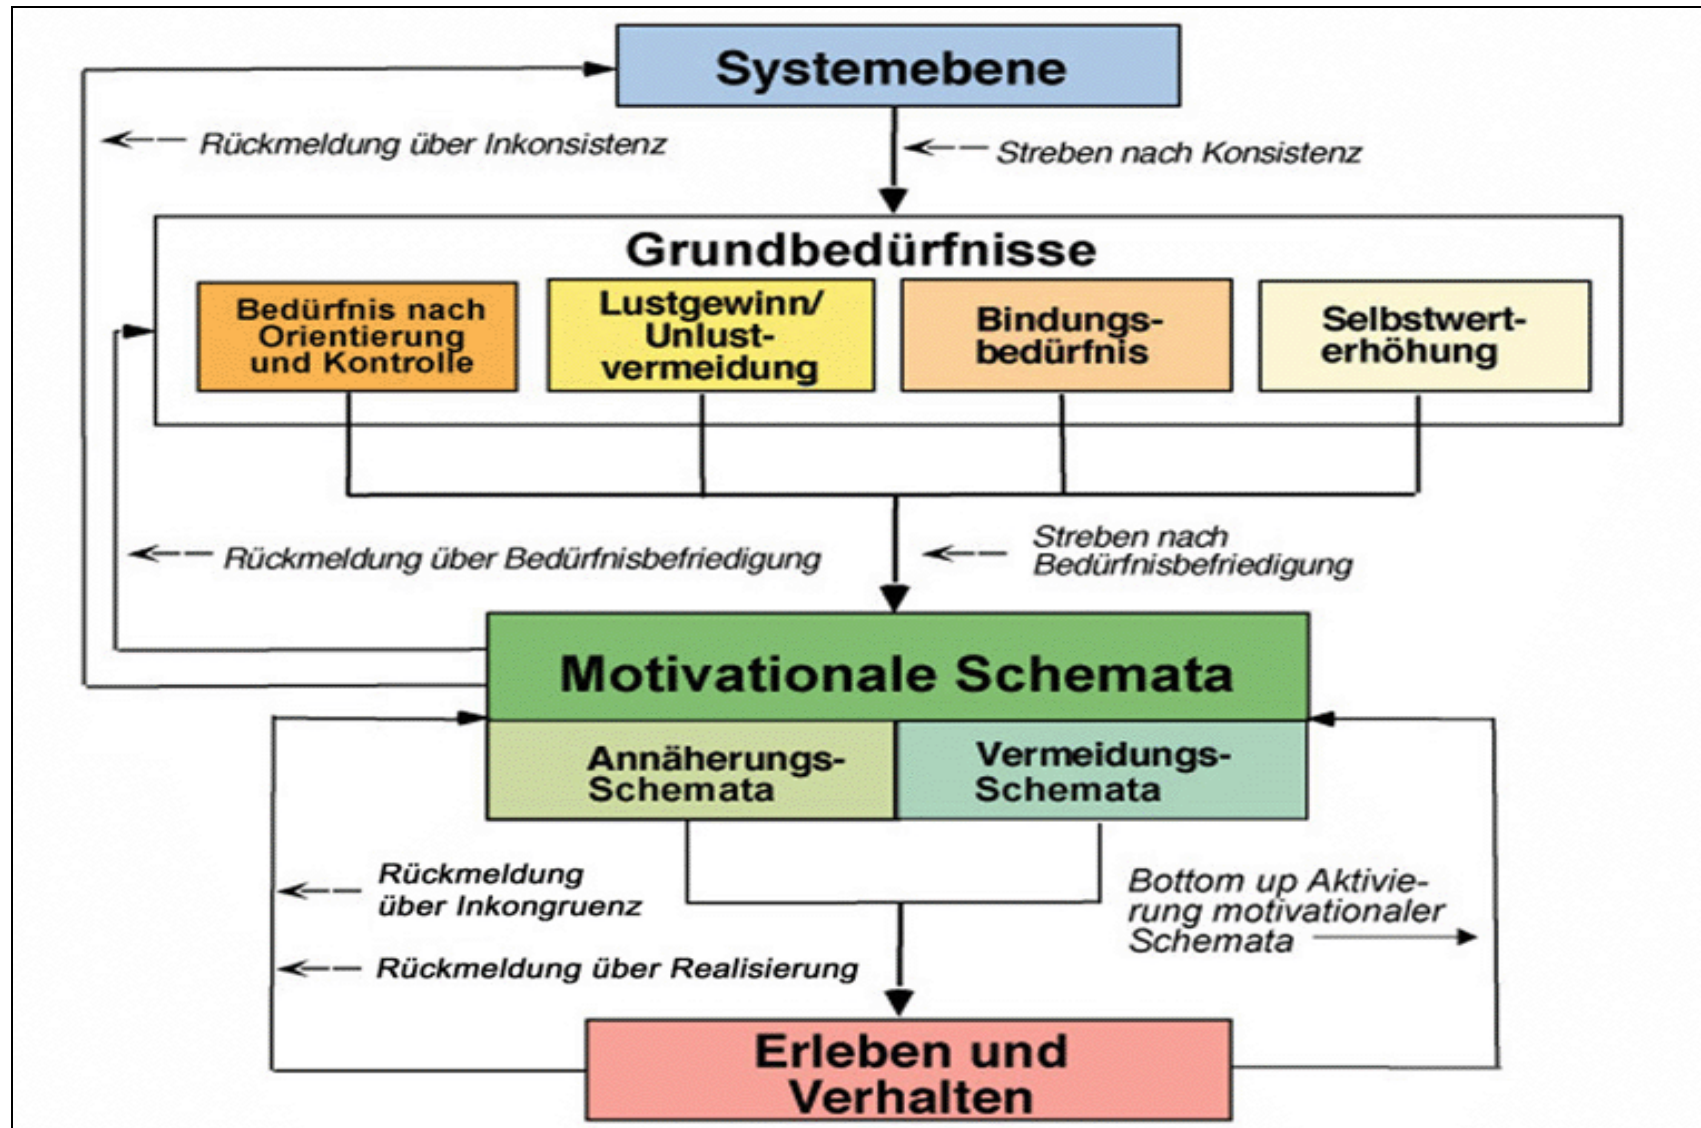 Systemebene
Rückmeldung über Inkonsistenz
Streben nach Konsistenz
Grundbedürfnisse
Bedürfnis nach
Orientierung
und Kontrolle
Lustgewinn/
Unlust-
vermeidung
Bindungs-
bedürfnis
Selbstwert-
erhöhung
Rückmeldung über Bedürfnisbefriedigung
Streben nach
Bedürfnisbefriedigung
Motivationale Schemata
Annäherungs-
Schemata
Vermeidungs-
Schemata
Rückmeldung
über Inkongruenz
Rückmeldung über Realisierung
Bottom up Aktivie-
rung motivationaler
Schemata
Erleben und
Verhalten